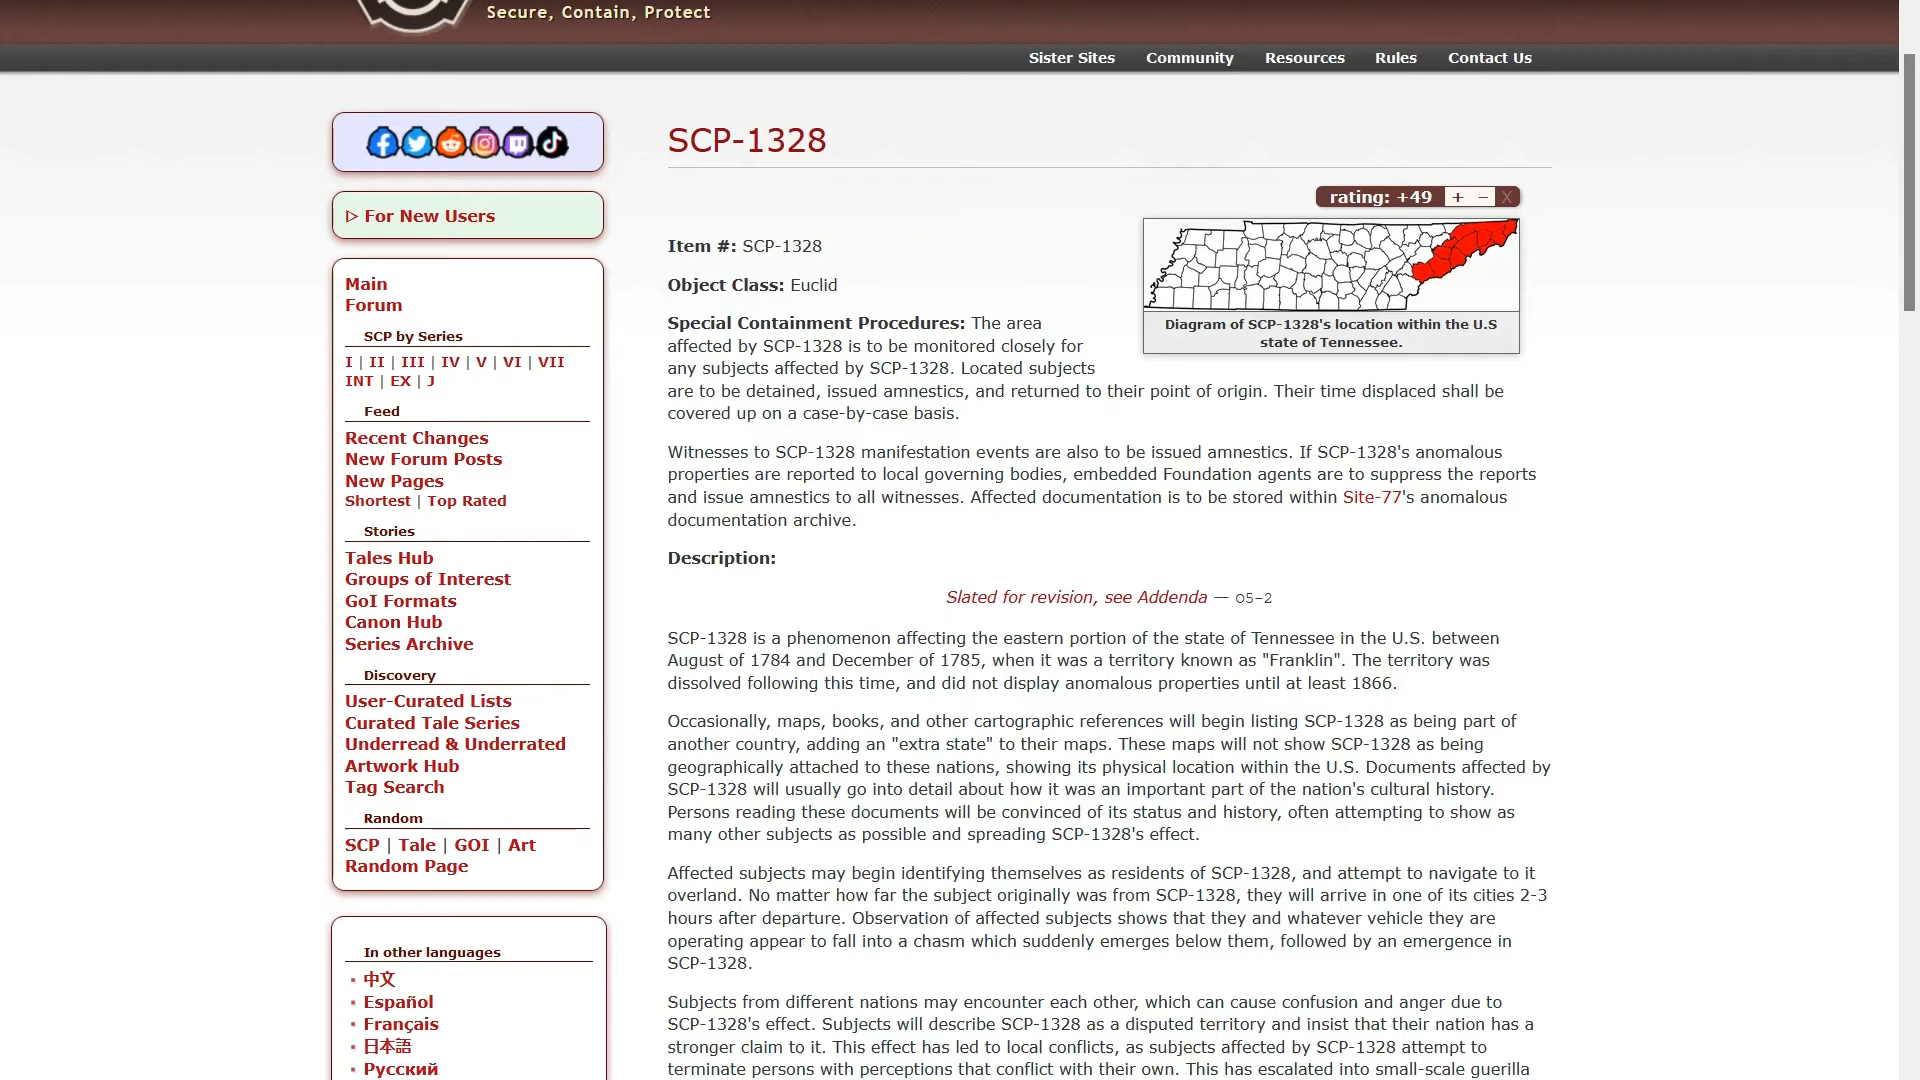 Secure, Contain, Protect
Sister Sites Community Resources Rules Contact Us
▷ For New Users
Main
Forum
SCP by Series
I | II | III | IV | V | VI | VII
INT | EX | J
Feed
Recent Changes
New Forum Posts
New Pages
Shortest | Top Rated
Stories
Tales Hub
Groups of Interest
GoI Formats
Canon Hub
Series Archive
Discovery
User-Curated Lists
Curated Tale Series
Underread & Underrated
Artwork Hub
Tag Search
Random
SCP | Tale | GOI | Art
Random Page
In other languages
中文
Español
Français
日本語
Русский
SCP-1328
rating: +49 + − X
Item #: SCP-1328
Object Class: Euclid
Diagram of SCP-1328's location within the U.S
state of Tennessee.
Special Containment Procedures: The area
affected by SCP-1328 is to be monitored closely for
any subjects affected by SCP-1328. Located subjects
are to be detained, issued amnestics, and returned to their point of origin. Their time displaced shall be
covered up on a case-by-case basis.
Witnesses to SCP-1328 manifestation events are also to be issued amnestics. If SCP-1328's anomalous
properties are reported to local governing bodies, embedded Foundation agents are to suppress the reports
and issue amnestics to all witnesses. Affected documentation is to be stored within Site-77's anomalous
documentation archive.
Description:
Slated for revision, see Addenda — O5-2
SCP-1328 is a phenomenon affecting the eastern portion of the state of Tennessee in the U.S. between
August of 1784 and December of 1785, when it was a territory known as "Franklin". The territory was
dissolved following this time, and did not display anomalous properties until at least 1866.
Occasionally, maps, books, and other cartographic references will begin listing SCP-1328 as being part of
another country, adding an "extra state" to their maps. These maps will not show SCP-1328 as being
geographically attached to these nations, showing its physical location within the U.S. Documents affected by
SCP-1328 will usually go into detail about how it was an important part of the nation's cultural history.
Persons reading these documents will be convinced of its status and history, often attempting to show as
many other subjects as possible and spreading SCP-1328's effect.
Affected subjects may begin identifying themselves as residents of SCP-1328, and attempt to navigate to it
overland. No matter how far the subject originally was from SCP-1328, they will arrive in one of its cities 2-3
hours after departure. Observation of affected subjects shows that they and whatever vehicle they are
operating appear to fall into a chasm which suddenly emerges below them, followed by an emergence in
SCP-1328.
Subjects from different nations may encounter each other, which can cause confusion and anger due to
SCP-1328's effect. Subjects will describe SCP-1328 as a disputed territory and insist that their nation has a
stronger claim to it. This effect has led to local conflicts, as subjects affected by SCP-1328 attempt to
terminate persons with perceptions that conflict with their own. This has escalated into small-scale guerilla